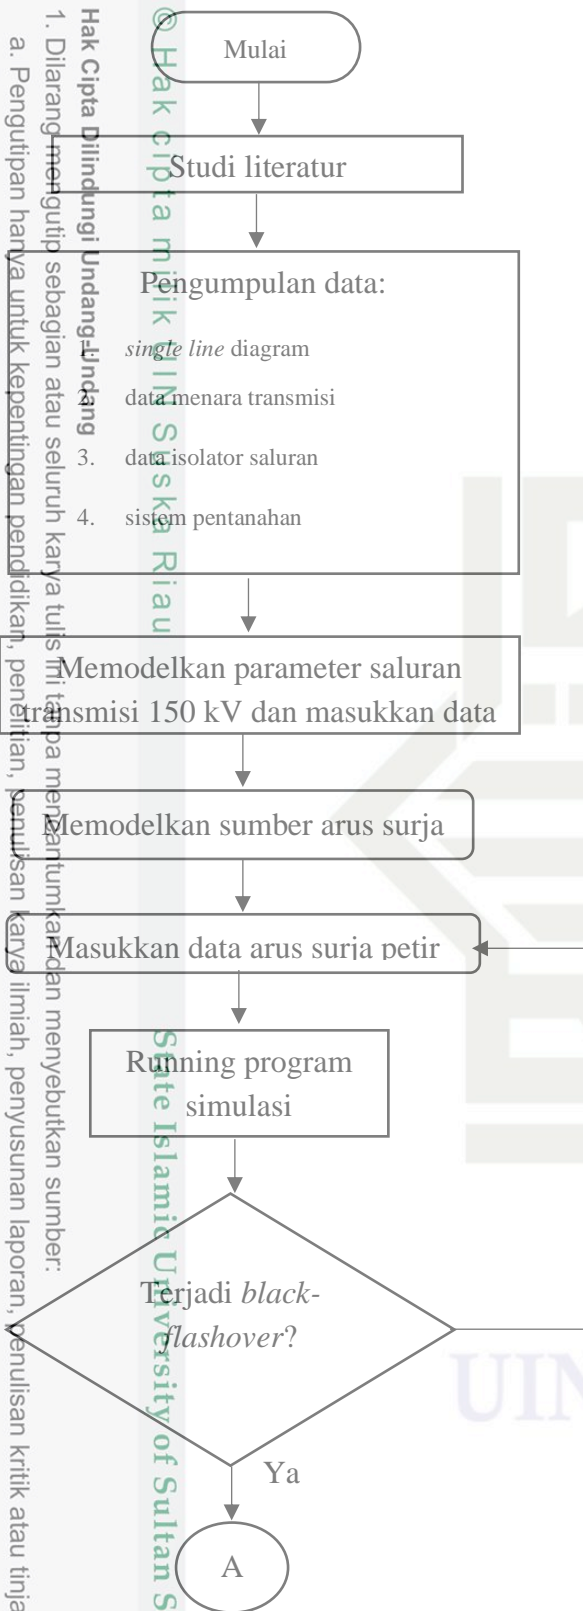 Mulai
Studi literatur
Pengumpulan data:
1. single line diagram
2. data menara transmisi
3. data isolator saluran
4. sistem pentanahan
Memodelkan parameter saluran
transmisi 150 kV dan masukkan data
Memodelkan sumber arus surja
Masukkan data arus surja petir
Running program
simulasi
Terjadi black-
flashover?
Ya
A
© Hak cipta milik UIN Suska Riau
State Islamic University of Sultan S
Hak Cipta Dilindungi Undang-Undang
1. Dilarang mengutip sebagian atau seluruh karya tulis ini tanpa mencantumkan dan menyebutkan sumber:
a. Pengutipan hanya untuk kepentingan pendidikan, penelitian, penulisan karya ilmiah, penyusunan laporan, penulisan kritik atau tinja
UIN